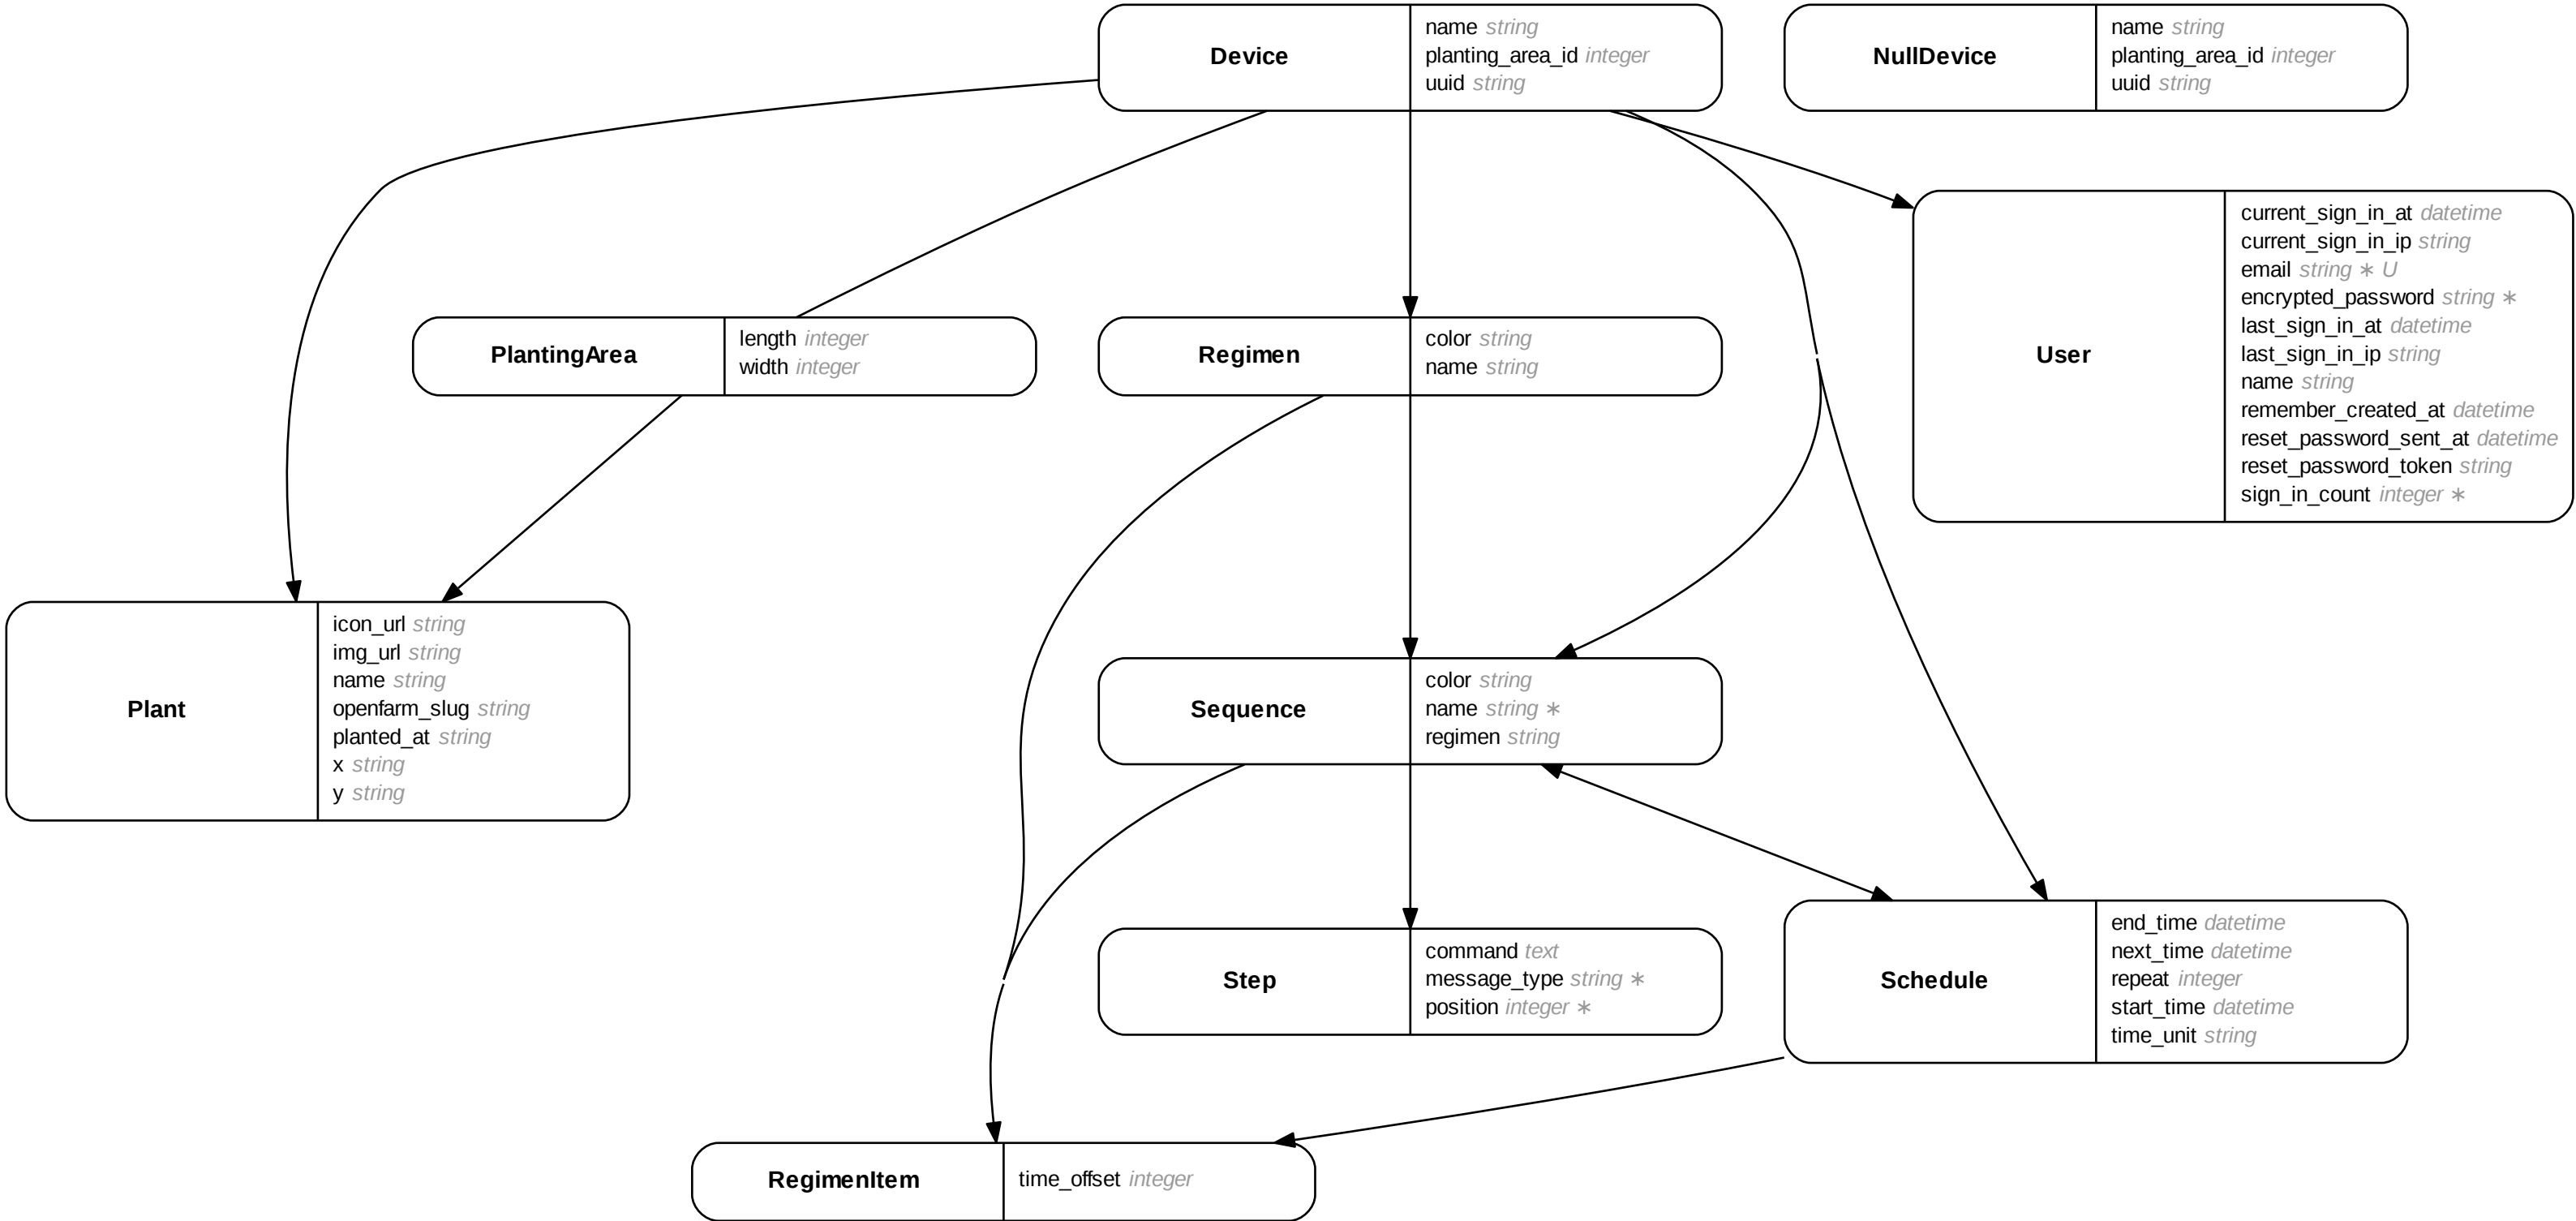 Device
name string
planting_area_id integer
uuid string
NullDevice
name string
planting_area_id integer
uuid string
User
current_sign_in_at datetime
current_sign_in_ip string
email string ∗ U
encrypted_password string ∗
last_sign_in_at datetime
last_sign_in_ip string
name string
remember_created_at datetime
reset_password_sent_at datetime
reset_password_token string
sign_in_count integer ∗
PlantingArea
length integer
width integer
Regimen
color string
name string
Plant
icon_url string
img_url string
name string
openfarm_slug string
planted_at string
x string
y string
Sequence
color string
name string ∗
regimen string
Step
command text
message_type string ∗
position integer ∗
Schedule
end_time datetime
next_time datetime
repeat integer
start_time datetime
time_unit string
RegimenItem
time_offset integer